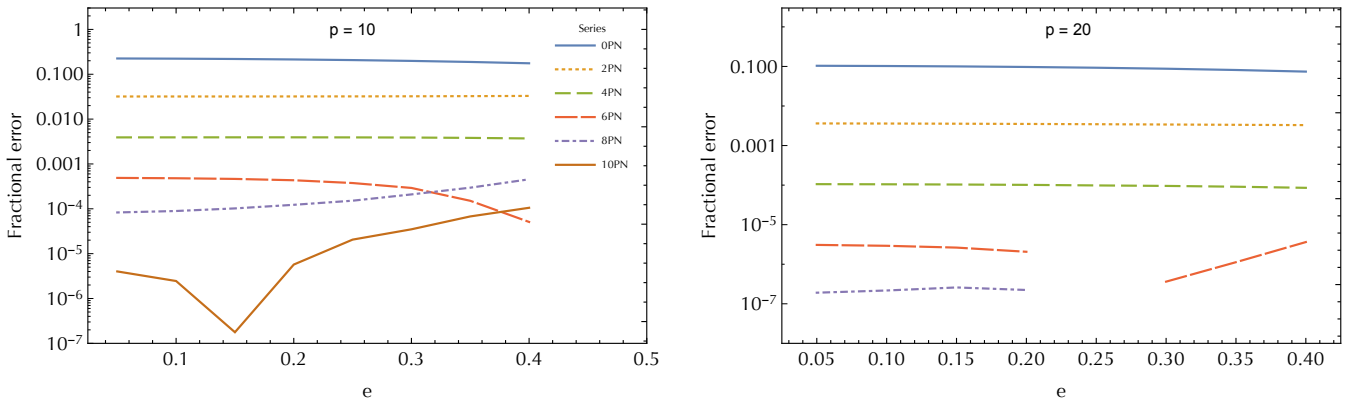 p = 10
Series
0PN
2PN
4PN
6PN
8PN
10PN
Fractional error
1
0.100
0.010
0.001
10⁻⁴
10⁻⁵
10⁻⁶
10⁻⁷
0.1 0.2 0.3 0.4 0.5
e
p = 20
Fractional error
0.100
0.001
10⁻⁵
10⁻⁷
0.05 0.10 0.15 0.20 0.25 0.30 0.35 0.40
e